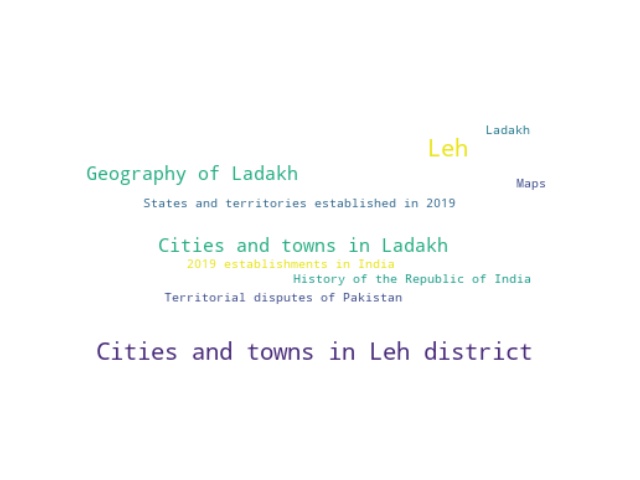 Ladakh
Leh
Geography of Ladakh
Maps
States and territories established in 2019
Cities and towns in Ladakh
2019 establishments in India
History of the Republic of India
Territorial disputes of Pakistan
Cities and towns in Leh district